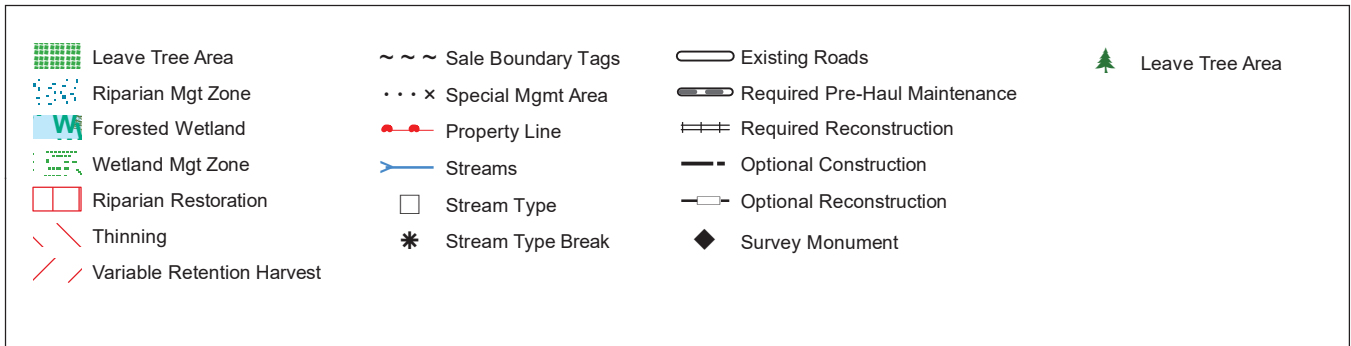 Leave Tree Area
Riparian Mgt Zone
Forested Wetland
Wetland Mgt Zone
Riparian Restoration
Thinning
Variable Retention Harvest
Sale Boundary Tags
Special Mgmt Area
Property Line
Streams
Stream Type
Stream Type Break
Existing Roads
Required Pre-Haul Maintenance
Required Reconstruction
Optional Construction
Optional Reconstruction
Survey Monument
Leave Tree Area